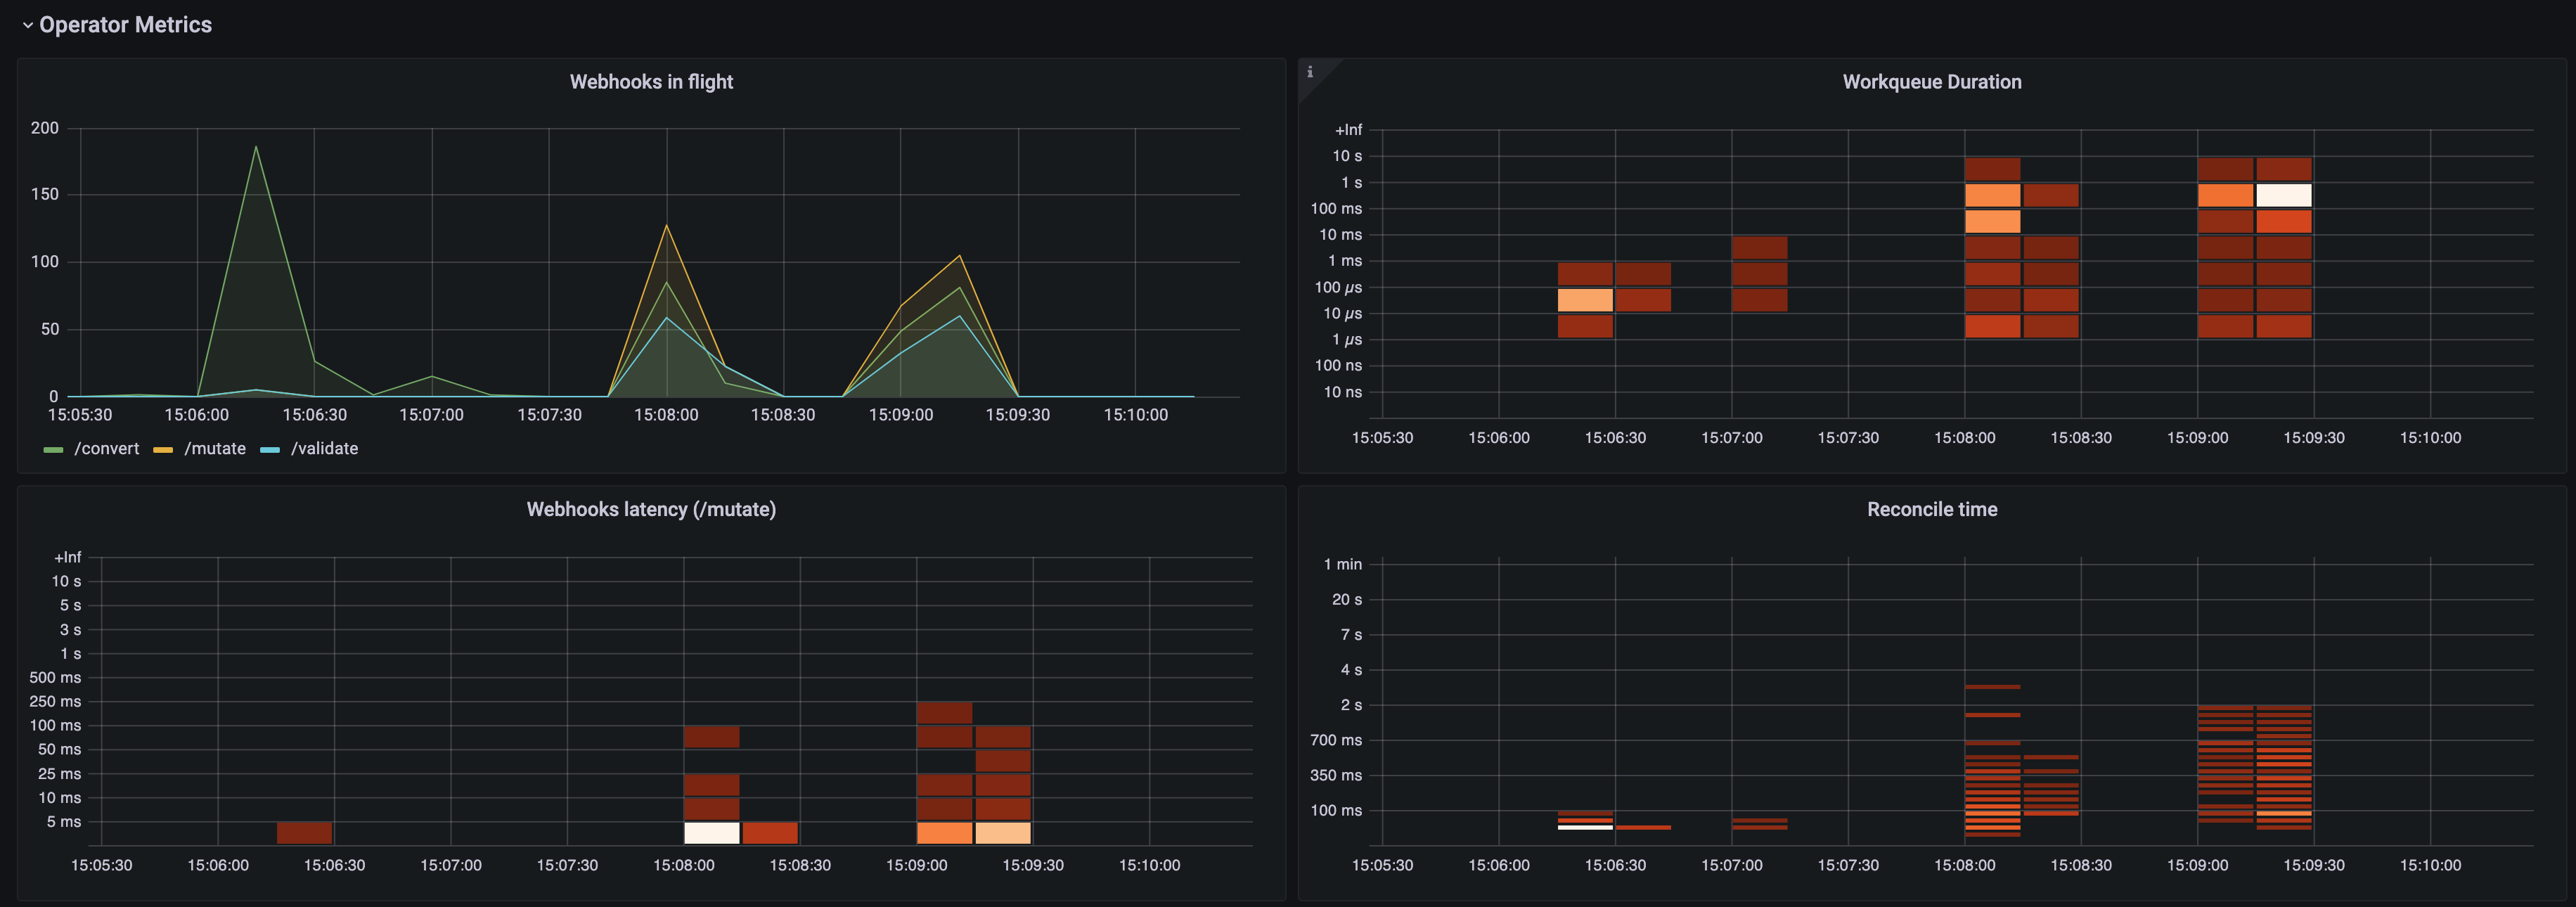 Operator Metrics
Webhooks in flight
200
150
100
50
0
15:05:30 15:06:00 15:06:30 15:07:00 15:07:30 15:08:00 15:08:30 15:09:00 15:09:30 15:10:00
/convert /mutate /validate
i
Workqueue Duration
+Inf
10 s
1 s
100 ms
10 ms
1 ms
100 µs
10 µs
1 µs
100 ns
10 ns
15:05:30 15:06:00 15:06:30 15:07:00 15:07:30 15:08:00 15:08:30 15:09:00 15:09:30 15:10:00
Webhooks latency (/mutate)
+Inf
10 s
5 s
3 s
1 s
500 ms
250 ms
100 ms
50 ms
25 ms
10 ms
5 ms
15:05:30 15:06:00 15:06:30 15:07:00 15:07:30 15:08:00 15:08:30 15:09:00 15:09:30 15:10:00
Reconcile time
1 min
20 s
7 s
4 s
2 s
700 ms
350 ms
100 ms
15:05:30 15:06:00 15:06:30 15:07:00 15:07:30 15:08:00 15:08:30 15:09:00 15:09:30 15:10:00